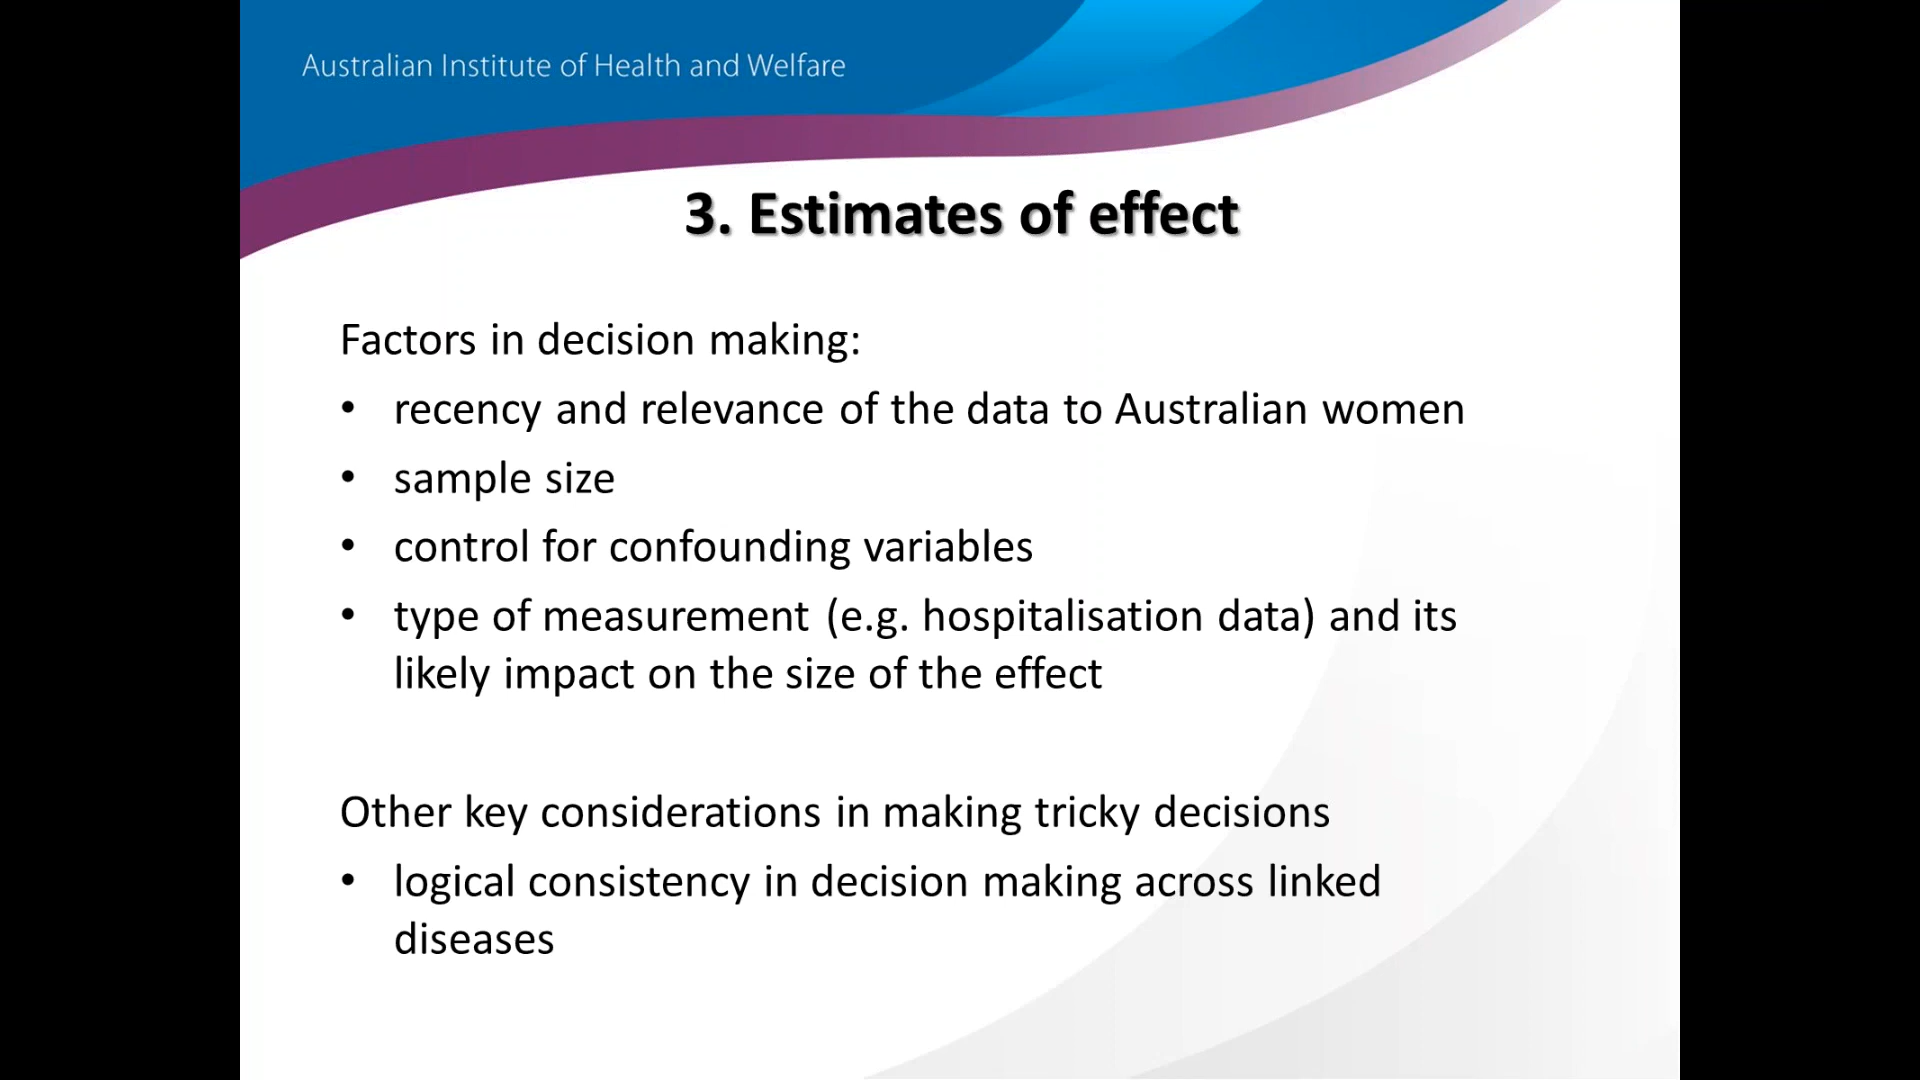 Australian Institute of Health and Welfare
3. Estimates of effect
Factors in decision making:
• recency and relevance of the data to Australian women
• sample size
• control for confounding variables
• type of measurement (e.g. hospitalisation data) and its
likely impact on the size of the effect
Other key considerations in making tricky decisions
• logical consistency in decision making across linked
diseases